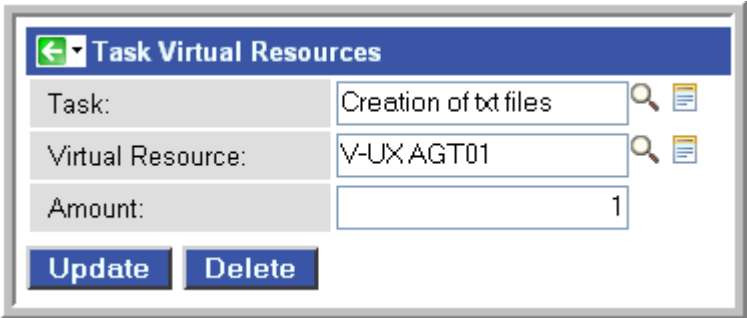 Task Virtual Resources
Task: Creation of txt files
Virtual Resource: V-UX AGT01
Amount: 1
Update Delete